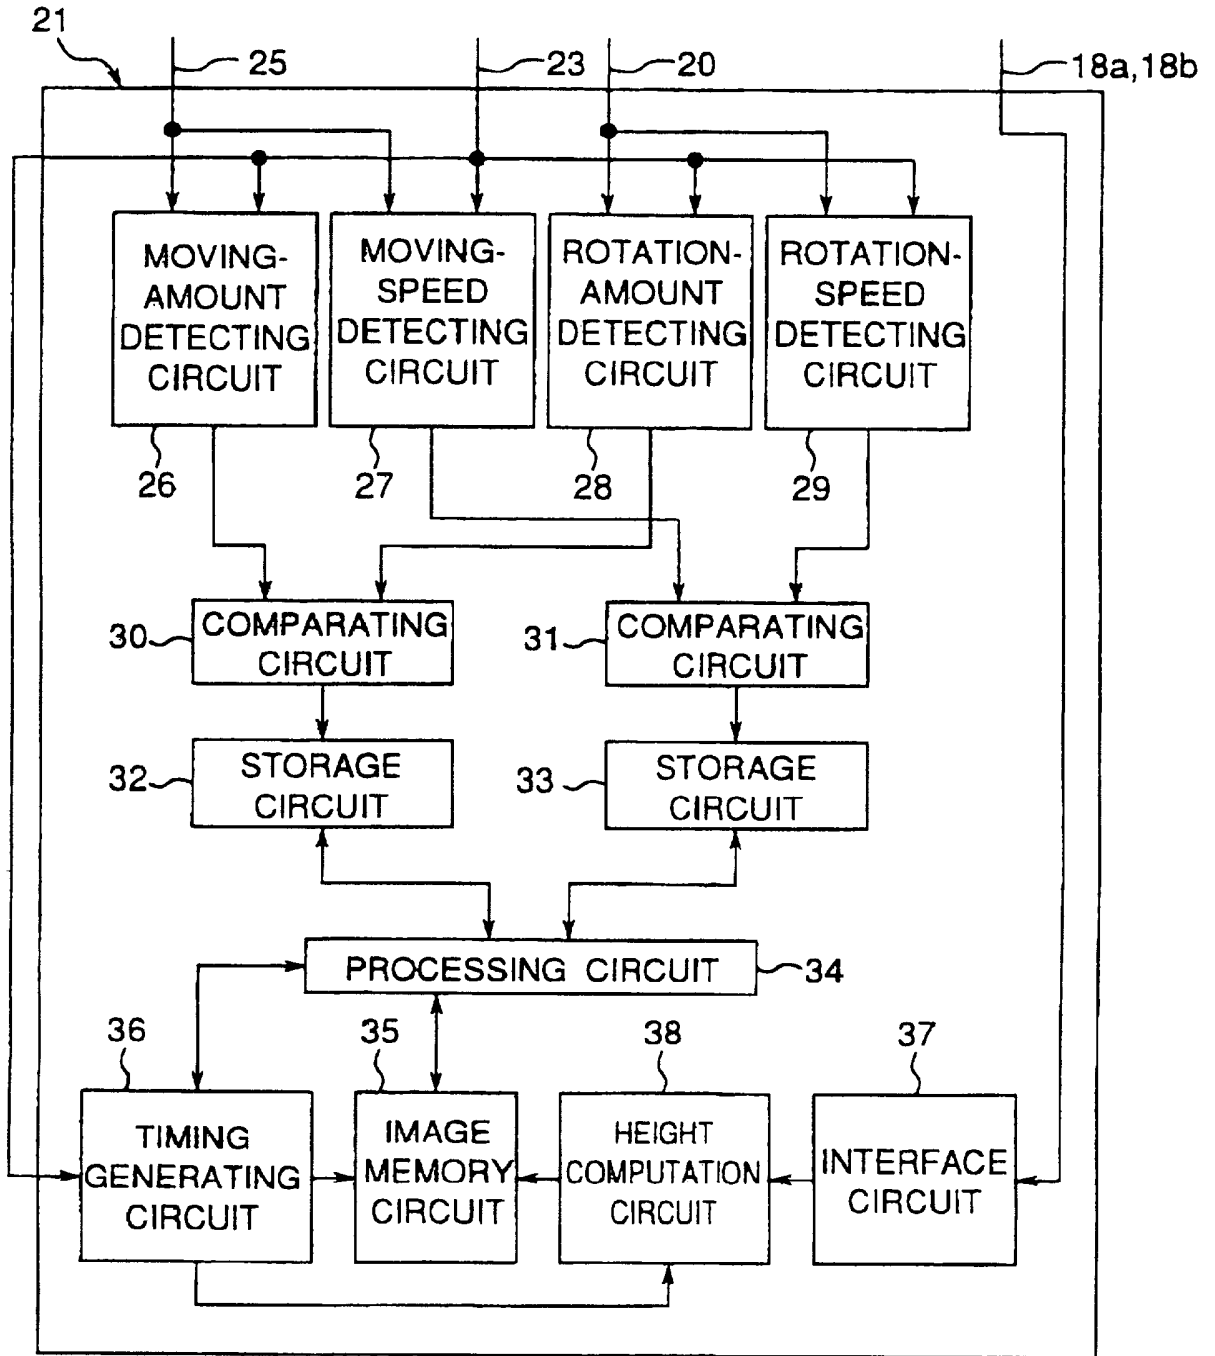 21
25
23
20
18a,18b
MOVING-
AMOUNT
DETECTING
CIRCUIT
MOVING-
SPEED
DETECTING
CIRCUIT
ROTATION-
AMOUNT
DETECTING
CIRCUIT
ROTATION-
SPEED
DETECTING
CIRCUIT
26
27
28
29
30
COMPARATING
CIRCUIT
31
COMPARATING
CIRCUIT
32
STORAGE
CIRCUIT
33
STORAGE
CIRCUIT
PROCESSING CIRCUIT
34
36
35
38
37
TIMING
GENERATING
CIRCUIT
IMAGE
MEMORY
CIRCUIT
HEIGHT
COMPUTATION
CIRCUIT
INTERFACE
CIRCUIT